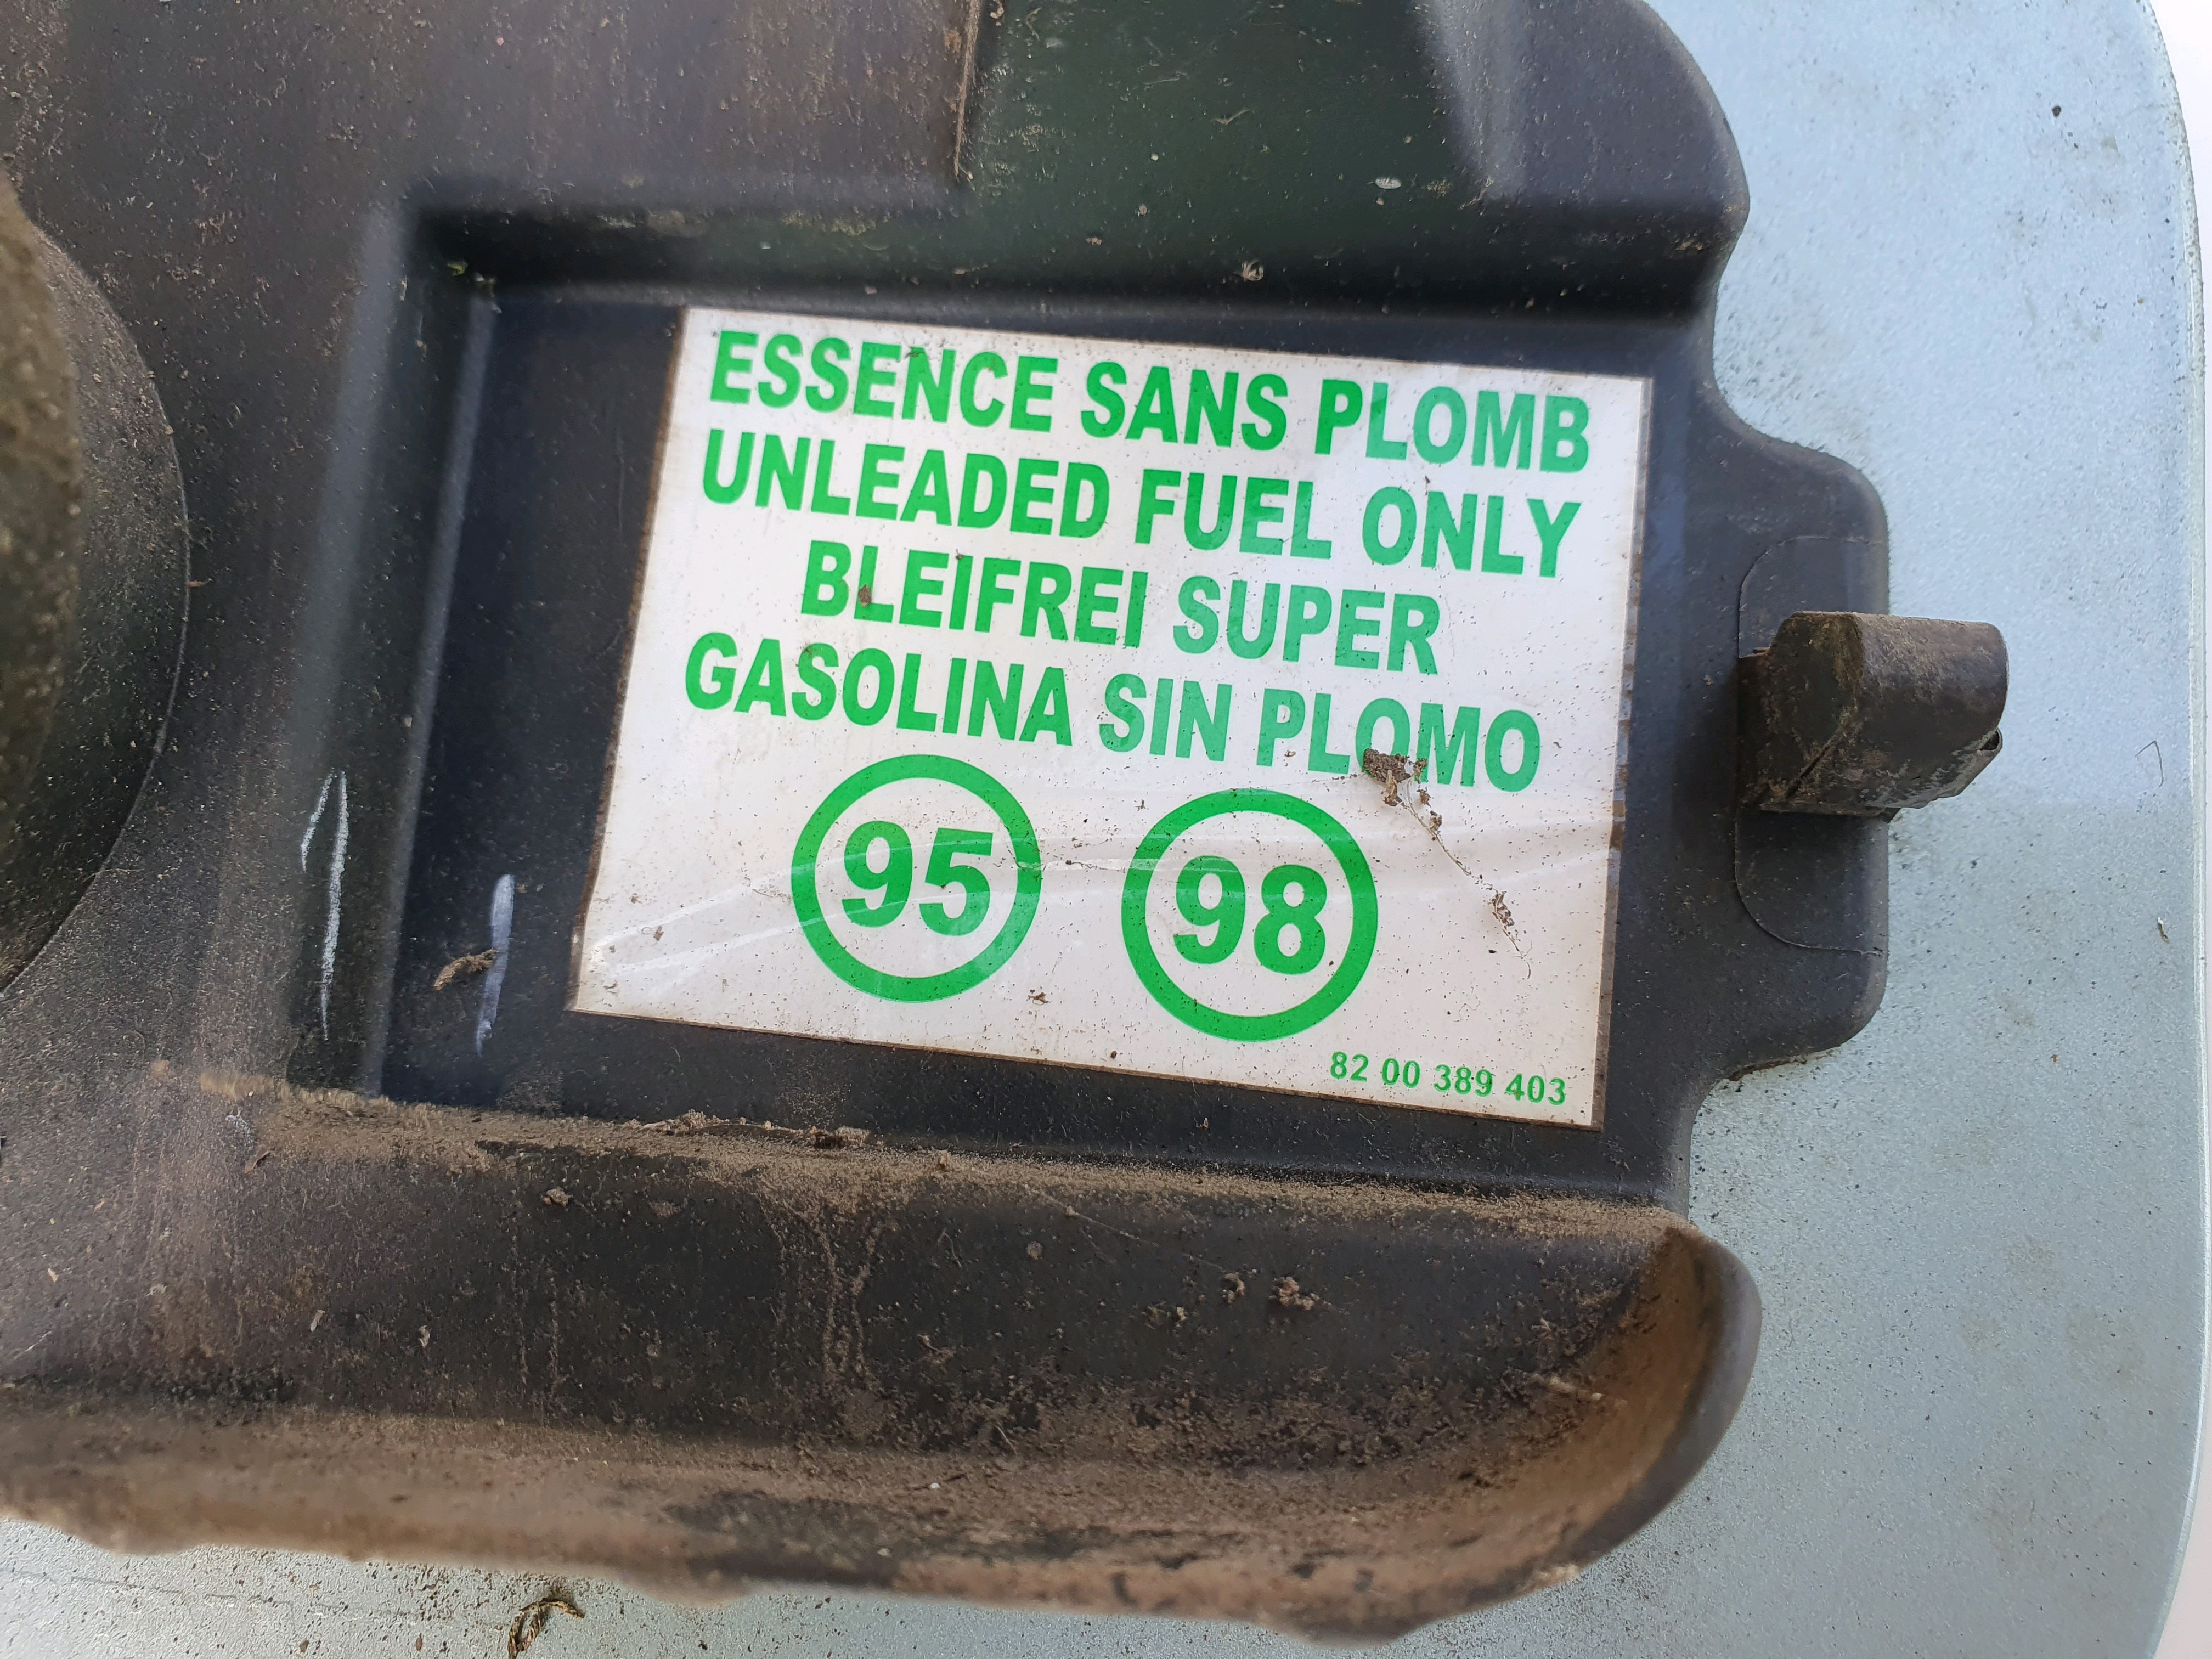 ESSENCE SANS PLOMB
UNLEADED FUEL ONLY
BLEIFREI SUPER
GASOLINA SIN PLOMO
95 98
82 00 389 403